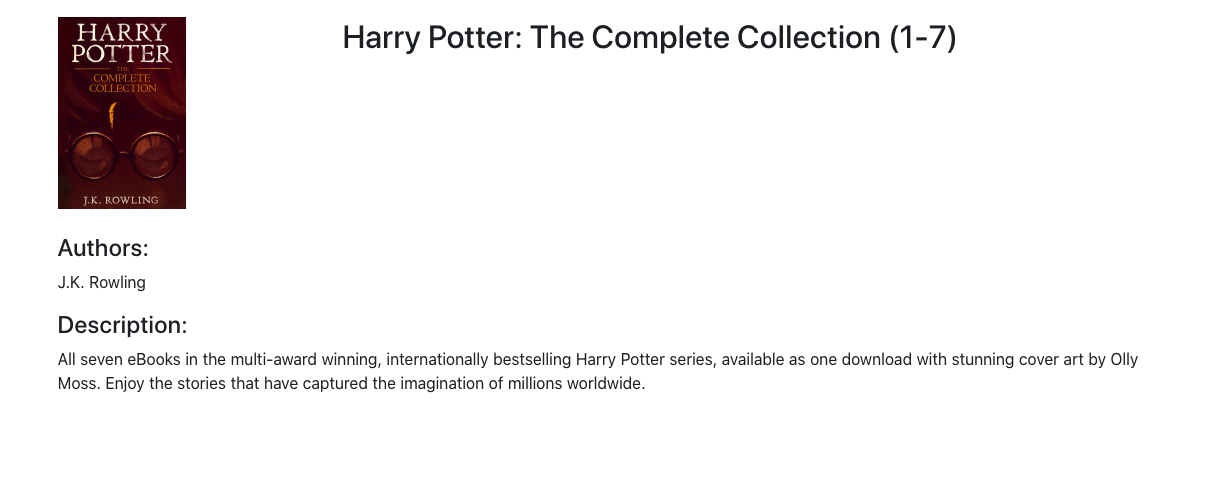 HARRY
POTTER
THE
COMPLETE
COLLECTION
J.K. ROWLING
Harry Potter: The Complete Collection (1-7)
Authors:
J.K. Rowling
Description:
All seven eBooks in the multi-award winning, internationally bestselling Harry Potter series, available as one download with stunning cover art by Olly
Moss. Enjoy the stories that have captured the imagination of millions worldwide.